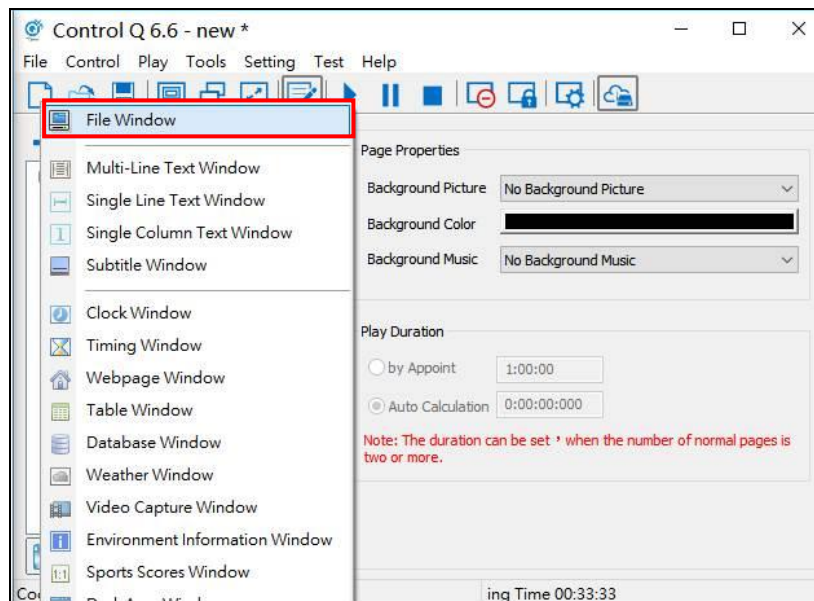 Control Q 6.6 - new *
File Control Play Tools Setting Test Help
File Window
Multi-Line Text Window
Single Line Text Window
Single Column Text Window
Subtitle Window
Clock Window
Timing Window
Webpage Window
Table Window
Database Window
Weather Window
Video Capture Window
Environment Information Window
1:1 Sports Scores Window
Page Properties
Background Picture No Background Picture
Background Color
Background Music No Background Music
Play Duration
by Appoint 1:00:00
Auto Calculation 0:00:00:000
Note: The duration can be set,when the number of normal pages is
two or more.
ing Time 00:33:33